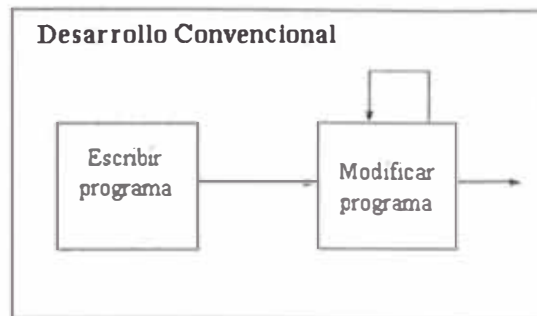 Desarrollo Convencional
Escribir
programa
Modificar
programa